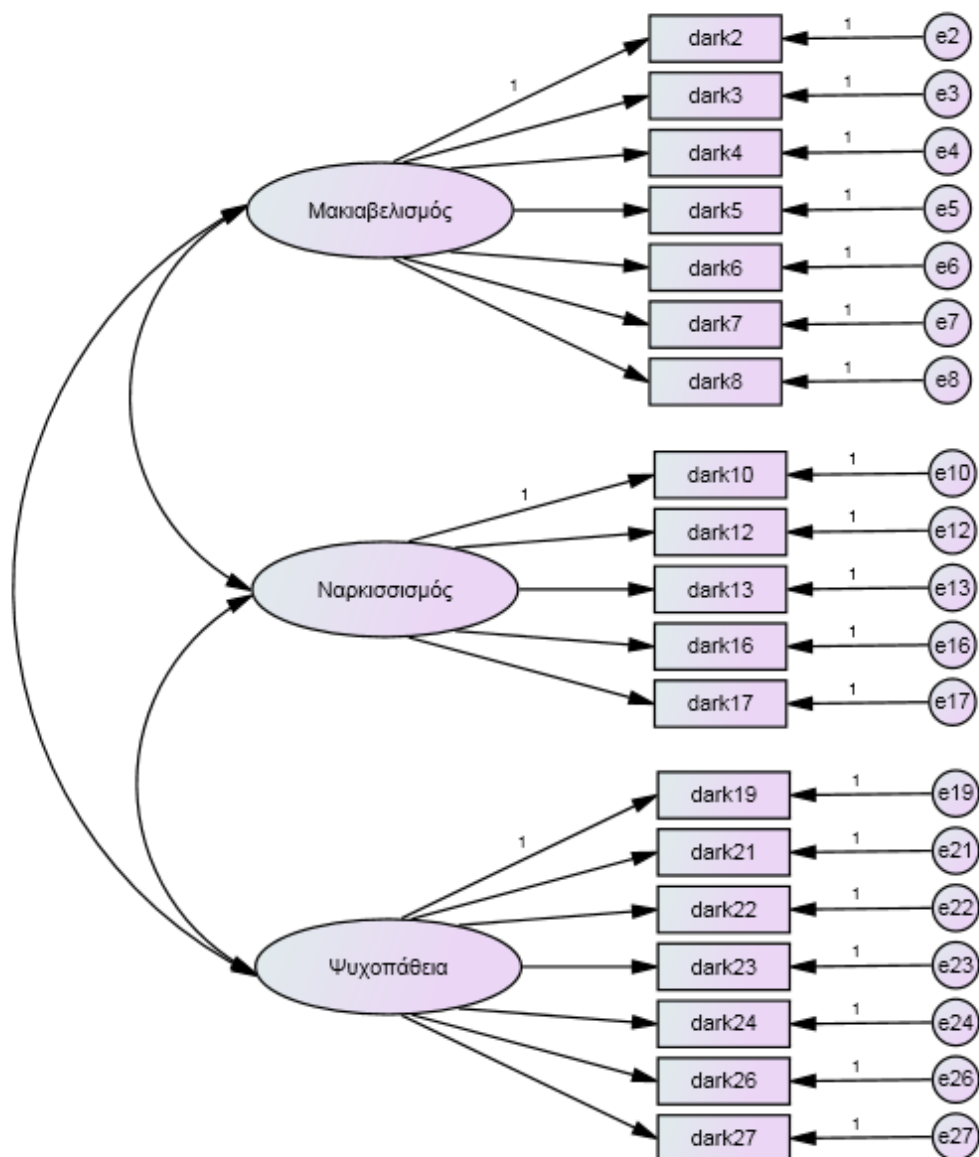 1
dark2
1
e2
1
dark3
1
e3
dark4
1
e4
Μακιαβελισμός
dark5
1
e5
dark6
1
e6
dark7
1
e7
dark8
1
e8
1
dark10
1
e10
dark12
1
e12
Ναρκισσισμός
dark13
1
e13
dark16
1
e16
dark17
1
e17
1
dark19
1
e19
dark21
1
e21
dark22
1
e22
Ψυχοπάθεια
dark23
1
e23
dark24
1
e24
dark26
1
e26
dark27
1
e27